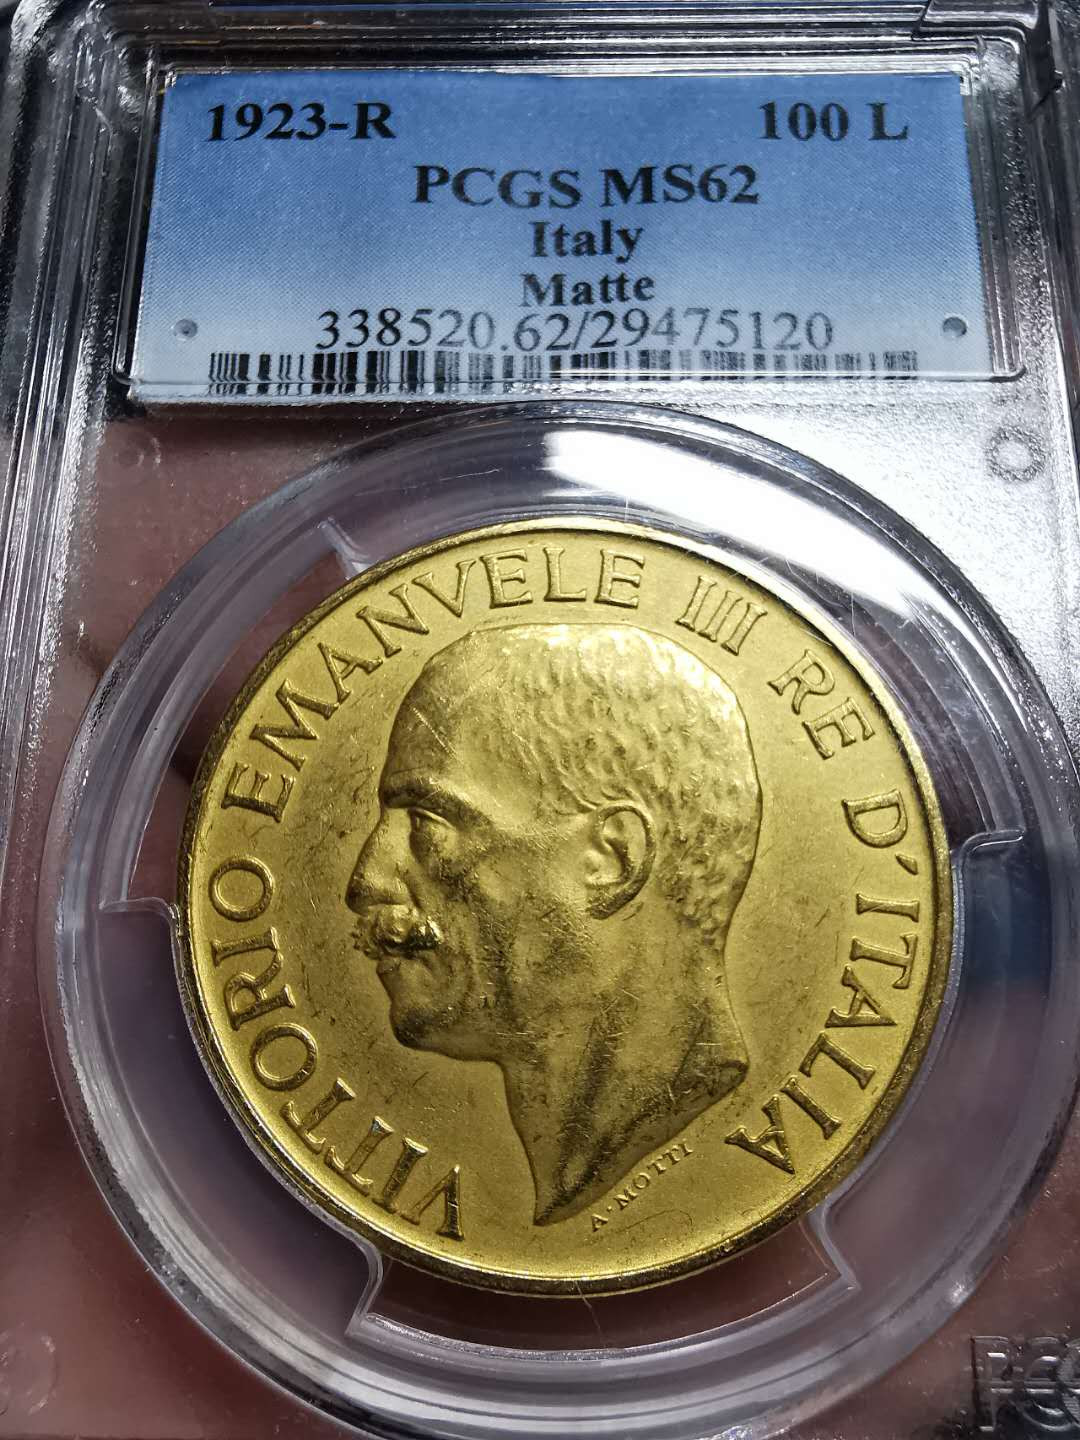 1923-R 100 L
PCGS MS62
Italy
Matte
338520.62/29475120
VITTORIO EMANVELE III RE D'ITALIA
A·MOTTI